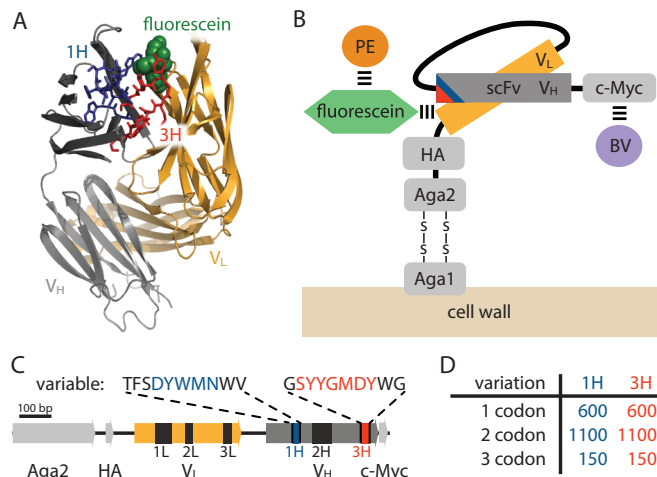 A
fluorescein
1H
3H
VL
VH
B
PE
fluorescein
VL
scFv VH
c-Myc
BV
HA
Aga2
S S
S S
Aga1
cell wall
C
variable: TFSDYWMNWV GSYYGMDYWG
100 bp
1L 2L 3L 1H 2H 3H
Aga2 HA VL VH c-Myc
D
variation 1H 3H
1 codon 600 600
2 codon 1100 1100
3 codon 150 150